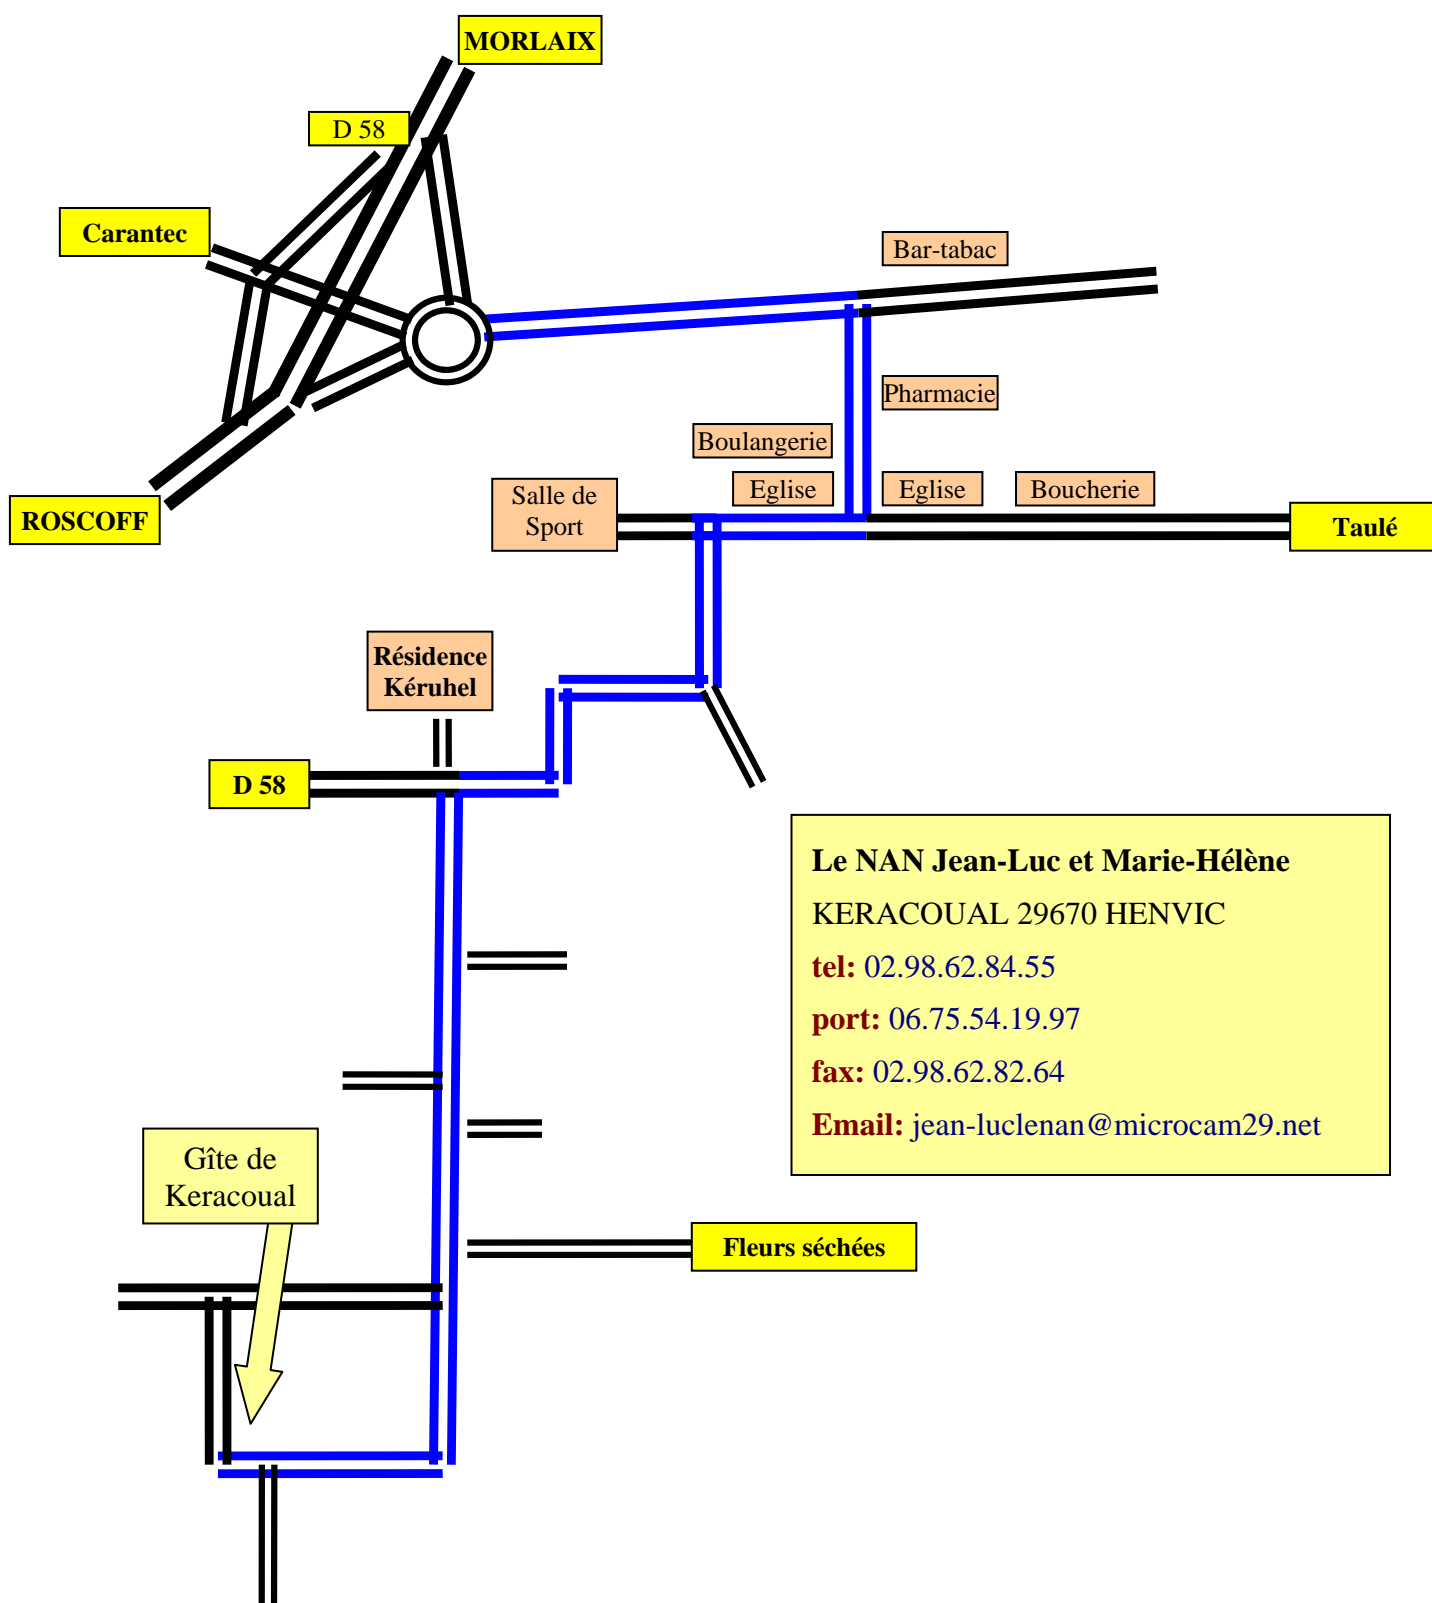 MORLAIX
D 58
Carantec
Bar-tabac
Pharmacie
Boulangerie
Salle de
Sport
Eglise
Eglise
Boucherie
ROSCOFF
Taulé
Résidence
Kéruhel
D 58
Le NAN Jean-Luc et Marie-Hélène
KERACOUAL 29670 HENVIC
tel: 02.98.62.84.55
port: 06.75.54.19.97
fax: 02.98.62.82.64
Email: jean-luclenan@microcam29.net
Gîte de
Keracoual
Fleurs séchées